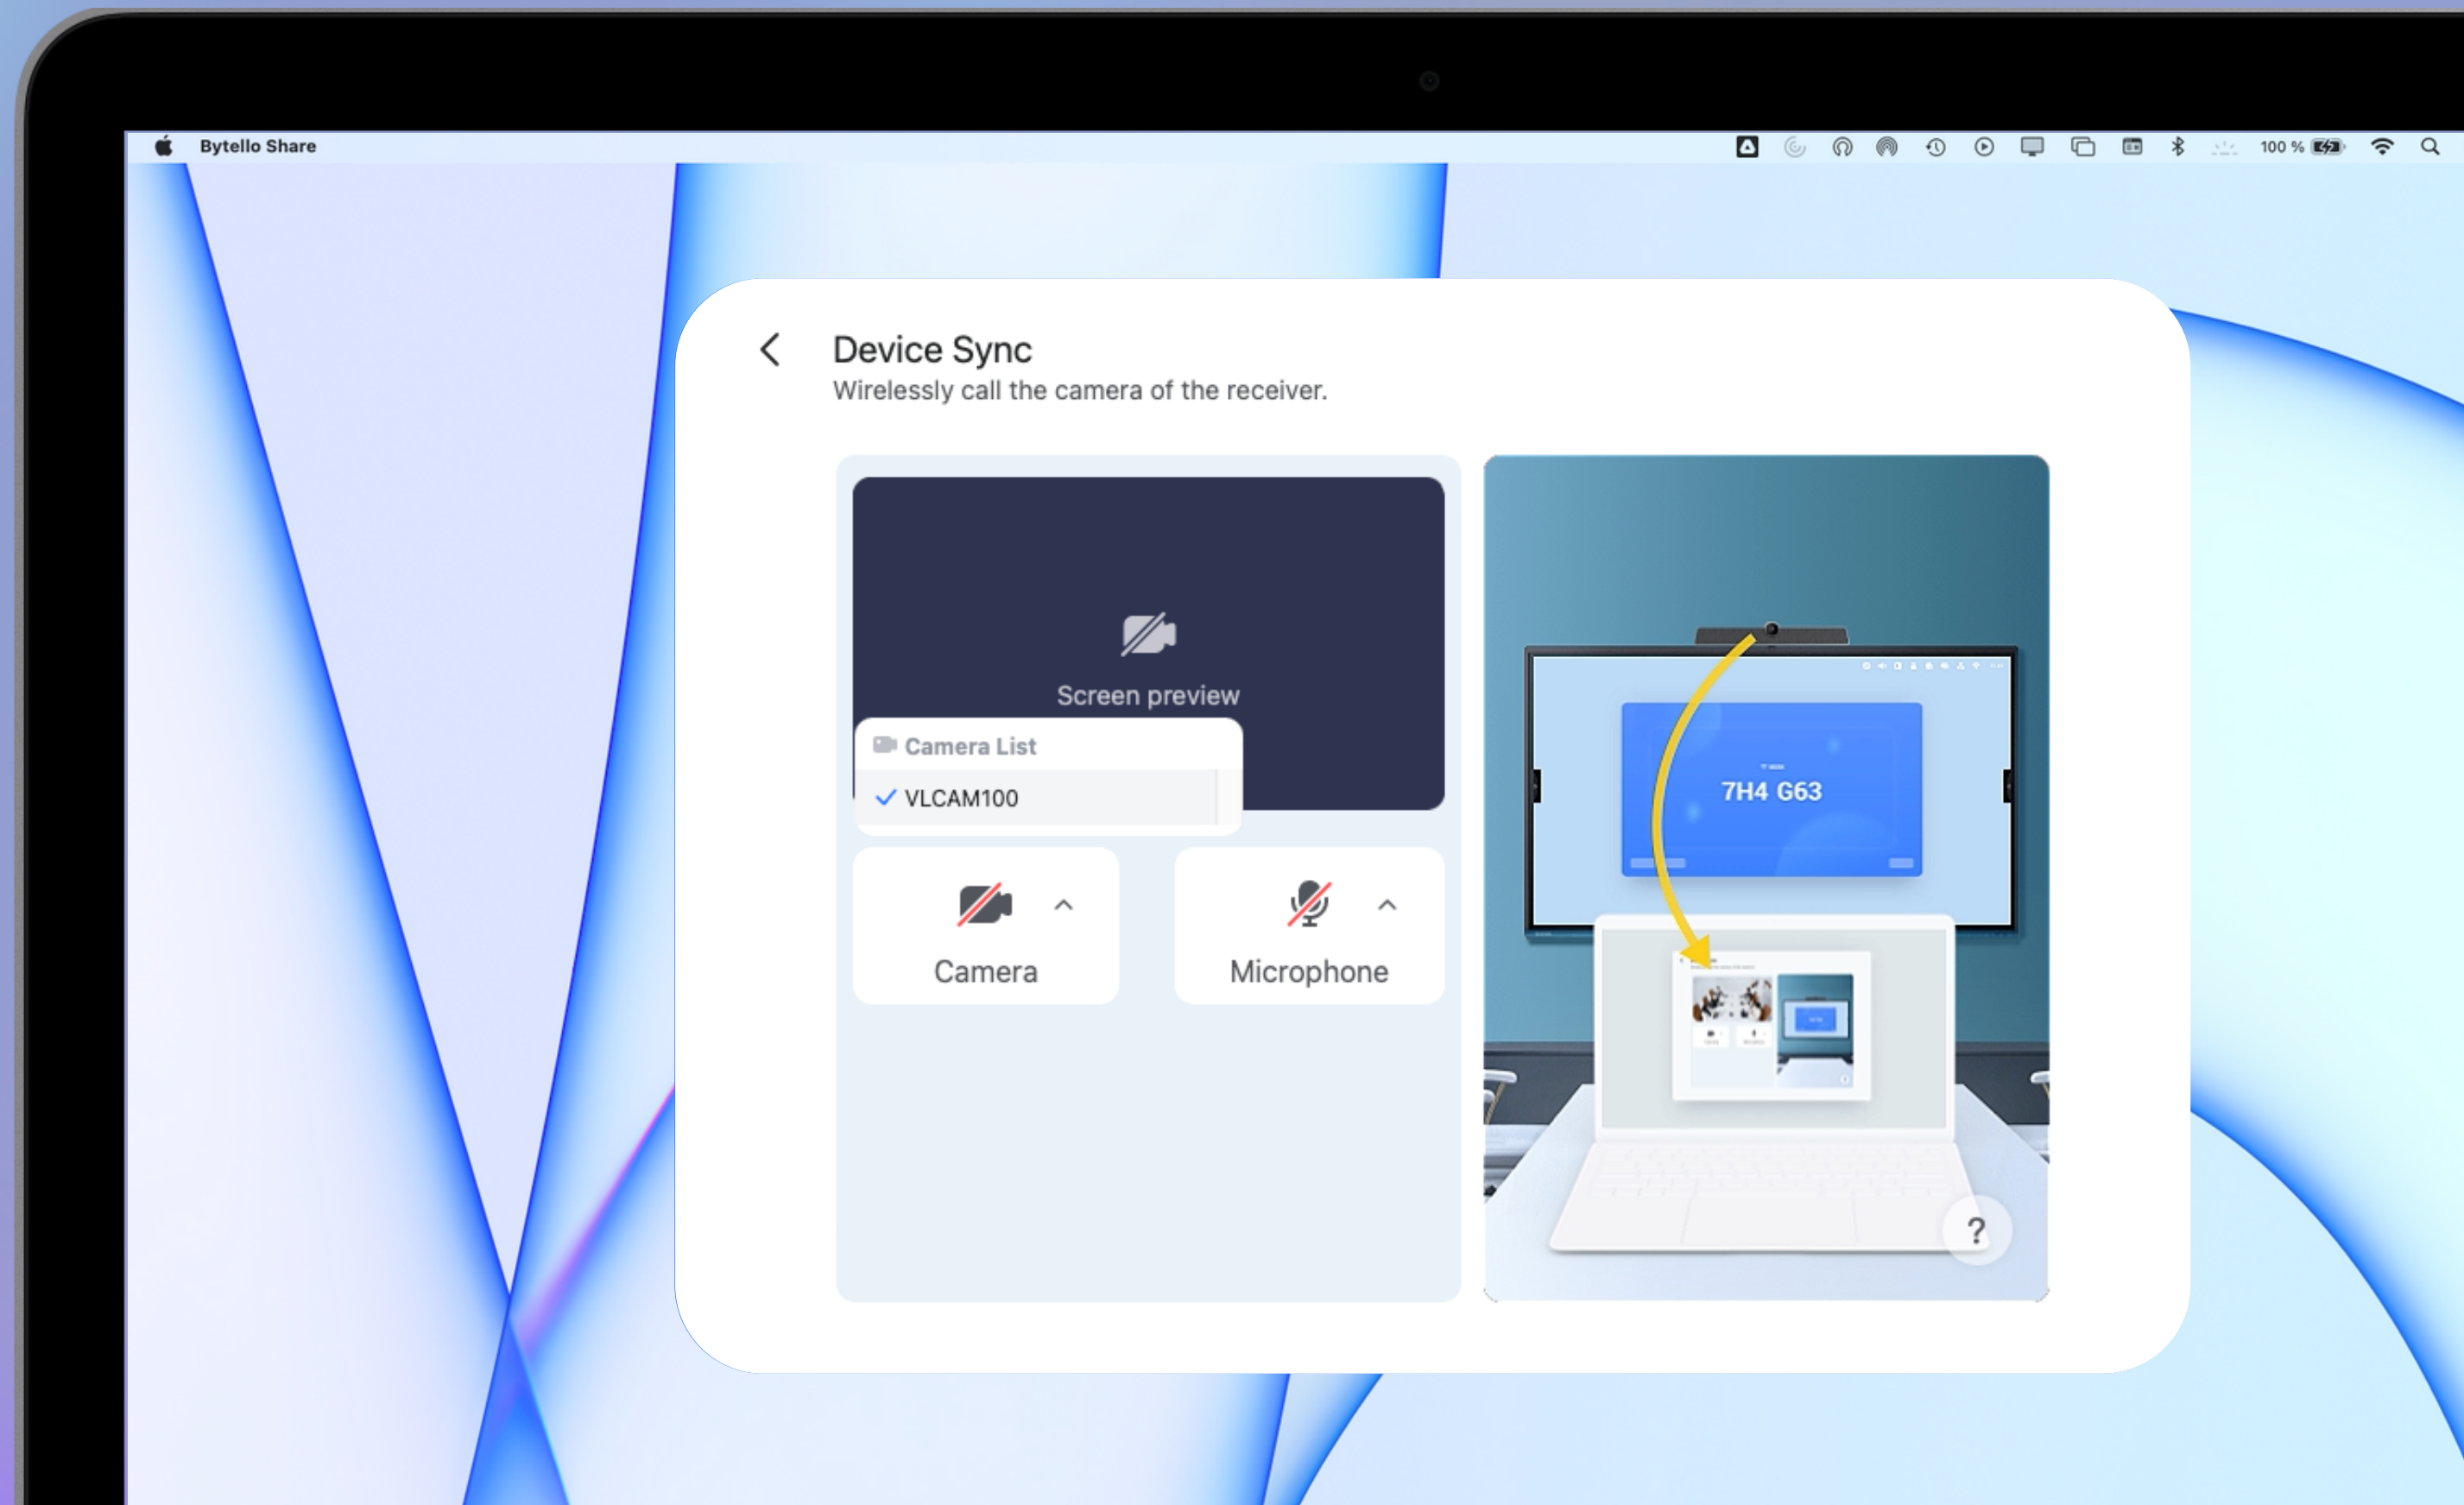 Bytello Share
100 %
Device Sync
Wirelessly call the camera of the receiver.
Screen preview
Camera List
VLCAM100
Camera
Microphone
7H4 G63
?